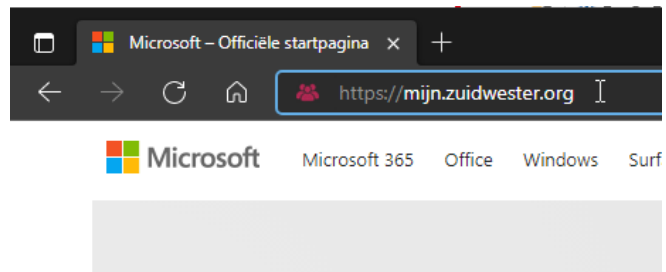 Microsoft – Officiële startpagina
https://mijn.zuidwester.org
Microsoft Microsoft 365 Office Windows Surf